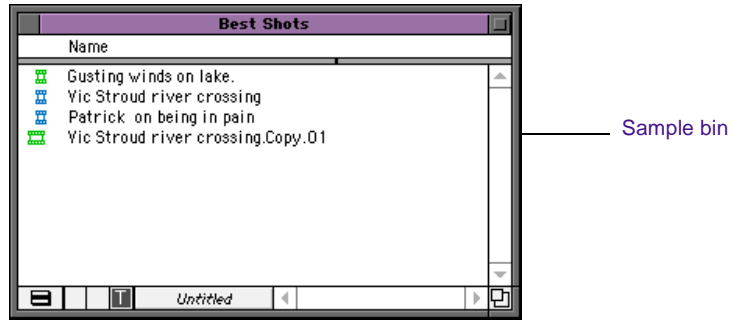 Best Shots
Name
Gusting winds on lake.
Vic Stroud river crossing
Patrick on being in pain
Vic Stroud river crossing.Copy.01
Sample bin
T
Untitled